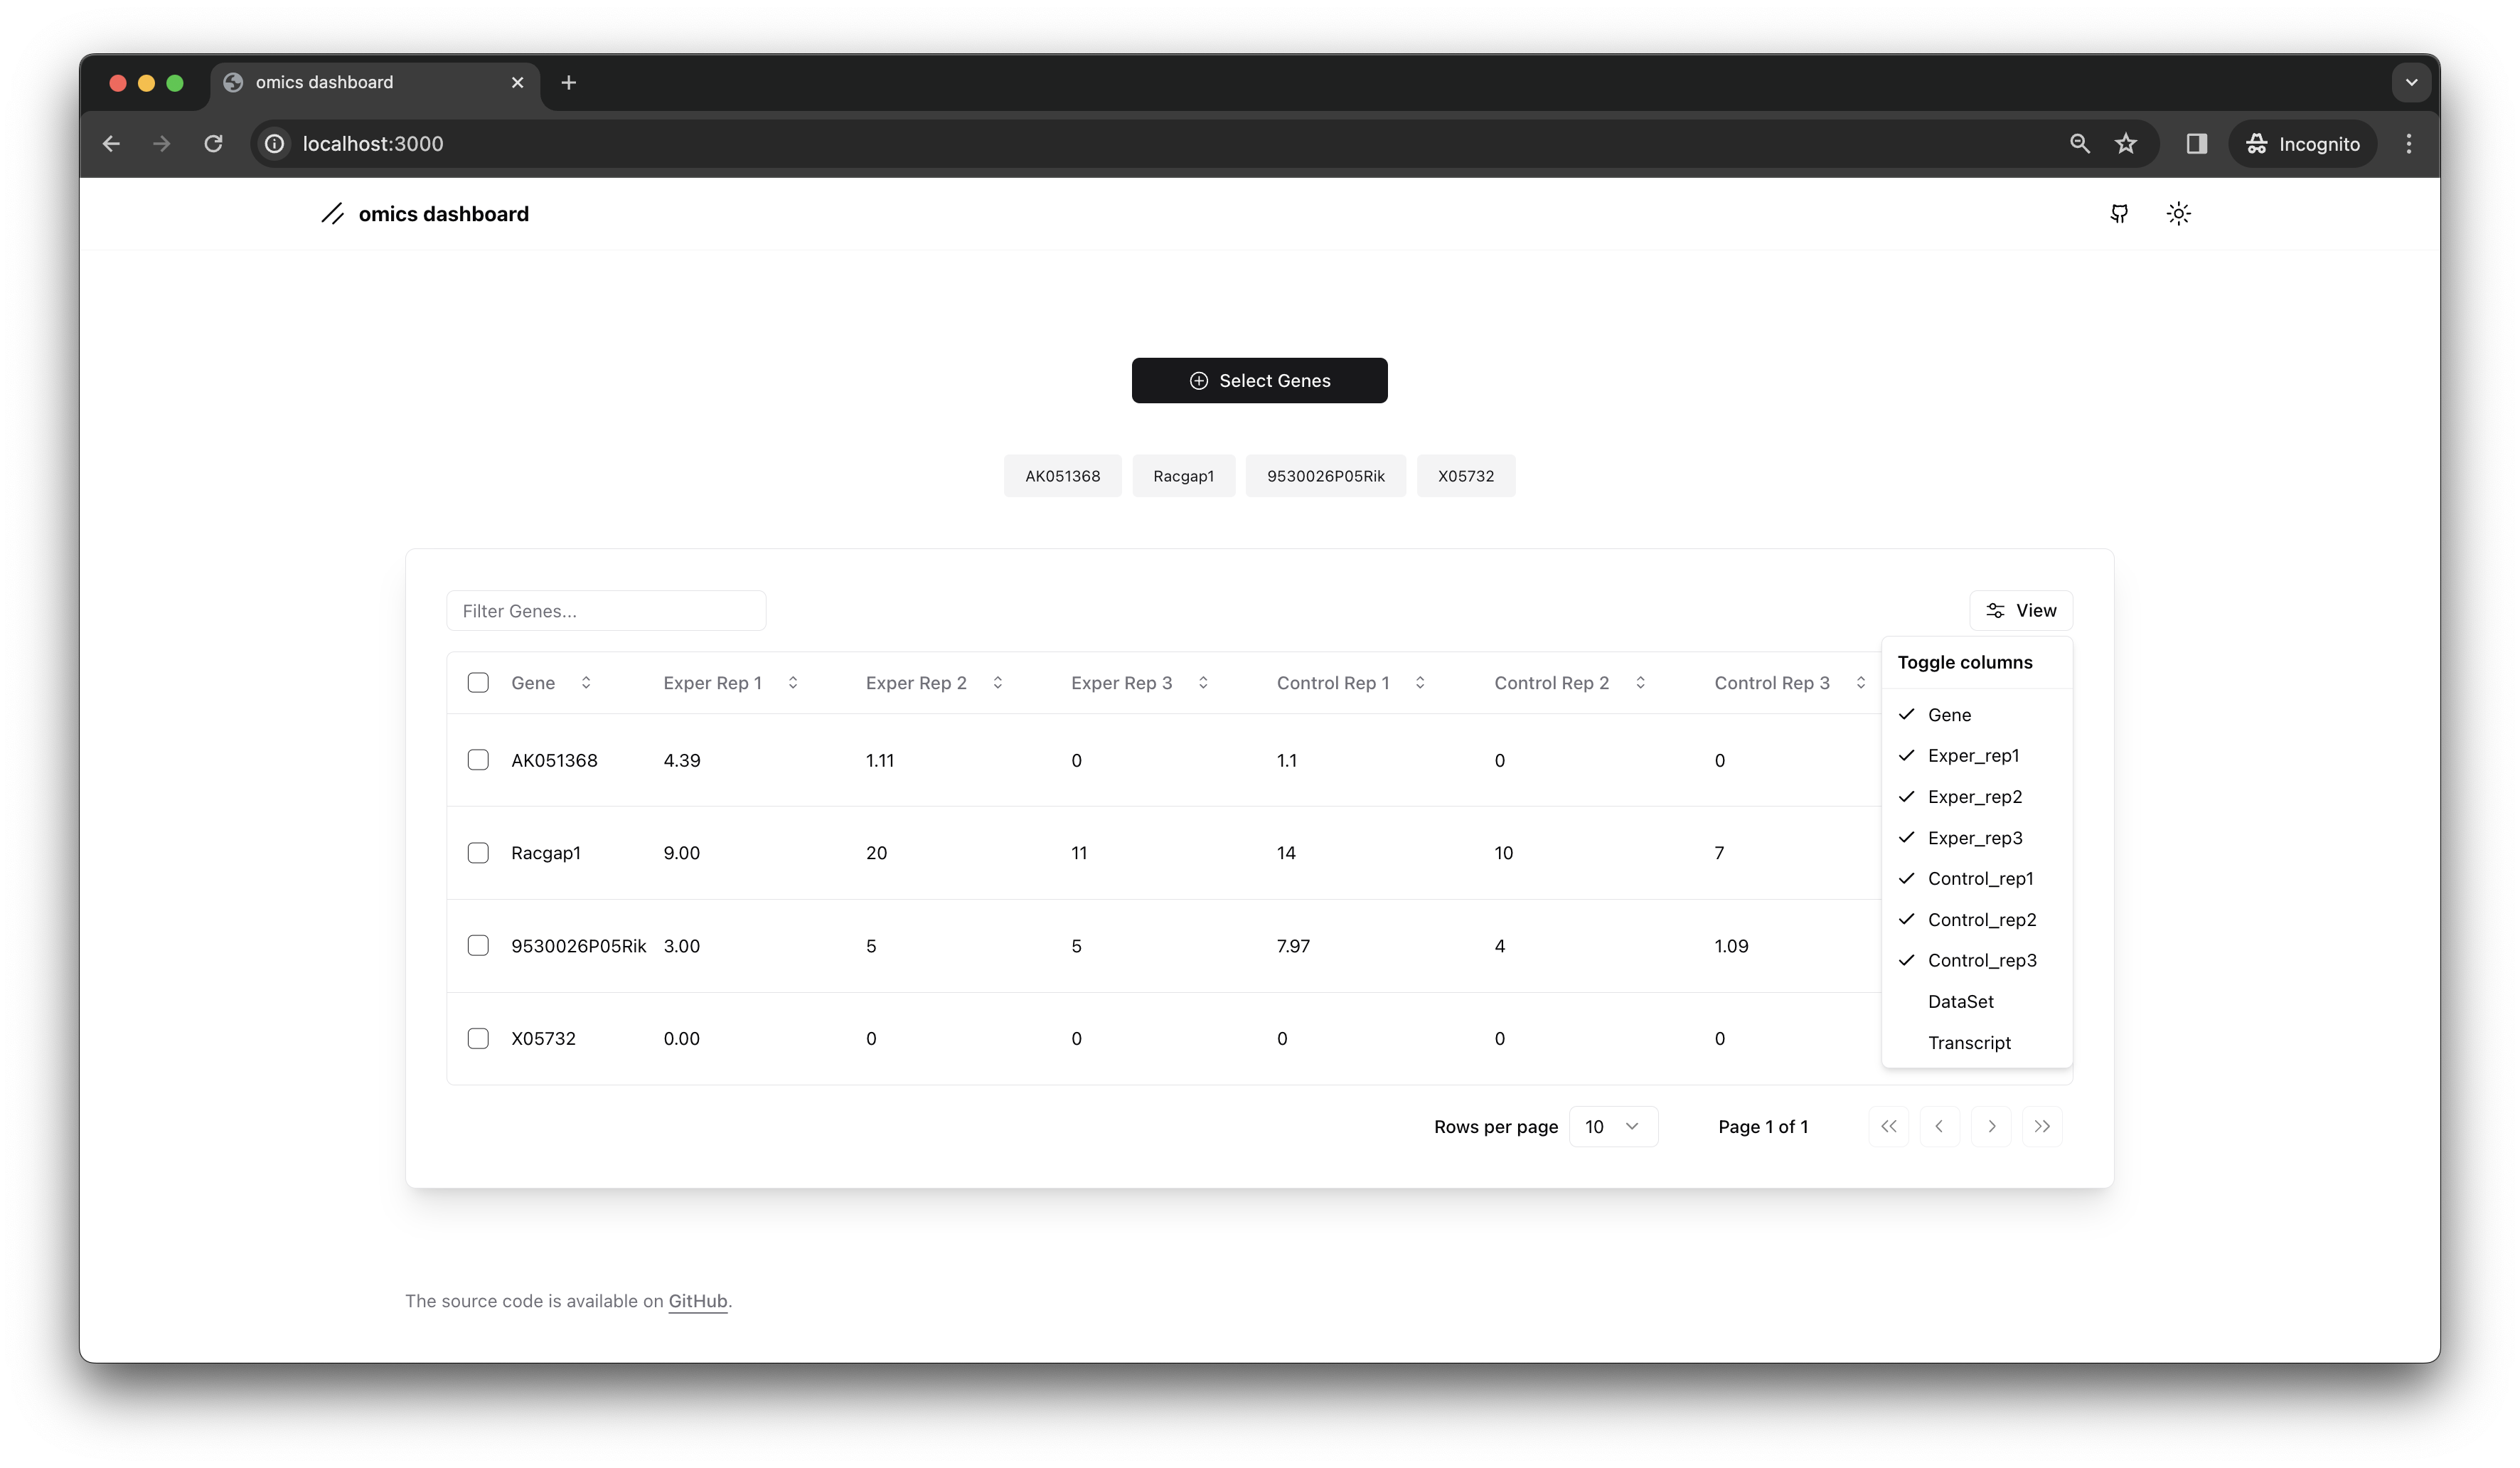 omics dashboard
localhost:3000
Incognito
omics dashboard
Select Genes
AK051368 Racgap1 9530026P05Rik X05732
Filter Genes...
View
Toggle columns
Gene Exper Rep 1 Exper Rep 2 Exper Rep 3 Control Rep 1 Control Rep 2 Control Rep 3
AK051368 4.39 1.11 0 1.1 0 0
Racgap1 9.00 20 11 14 10 7
9530026P05Rik 3.00 5 5 7.97 4 1.09
X05732 0.00 0 0 0 0 0
Gene
Exper_rep1
Exper_rep2
Exper_rep3
Control_rep1
Control_rep2
Control_rep3
DataSet
Transcript
Rows per page 10 Page 1 of 1
The source code is available on GitHub.